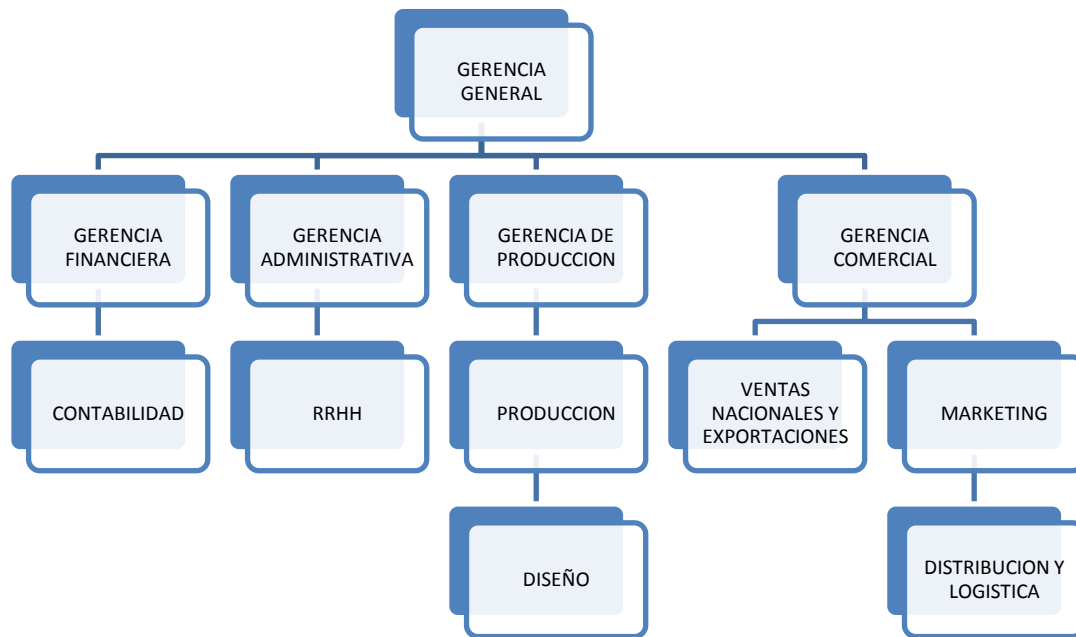 GERENCIA
GENERAL
GERENCIA
FINANCIERA
GERENCIA
ADMINISTRATIVA
GERENCIA DE
PRODUCCION
GERENCIA
COMERCIAL
CONTABILIDAD
RRHH
PRODUCCION
VENTAS
NACIONALES Y
EXPORTACIONES
MARKETING
DISEÑO
DISTRIBUCION Y
LOGISTICA